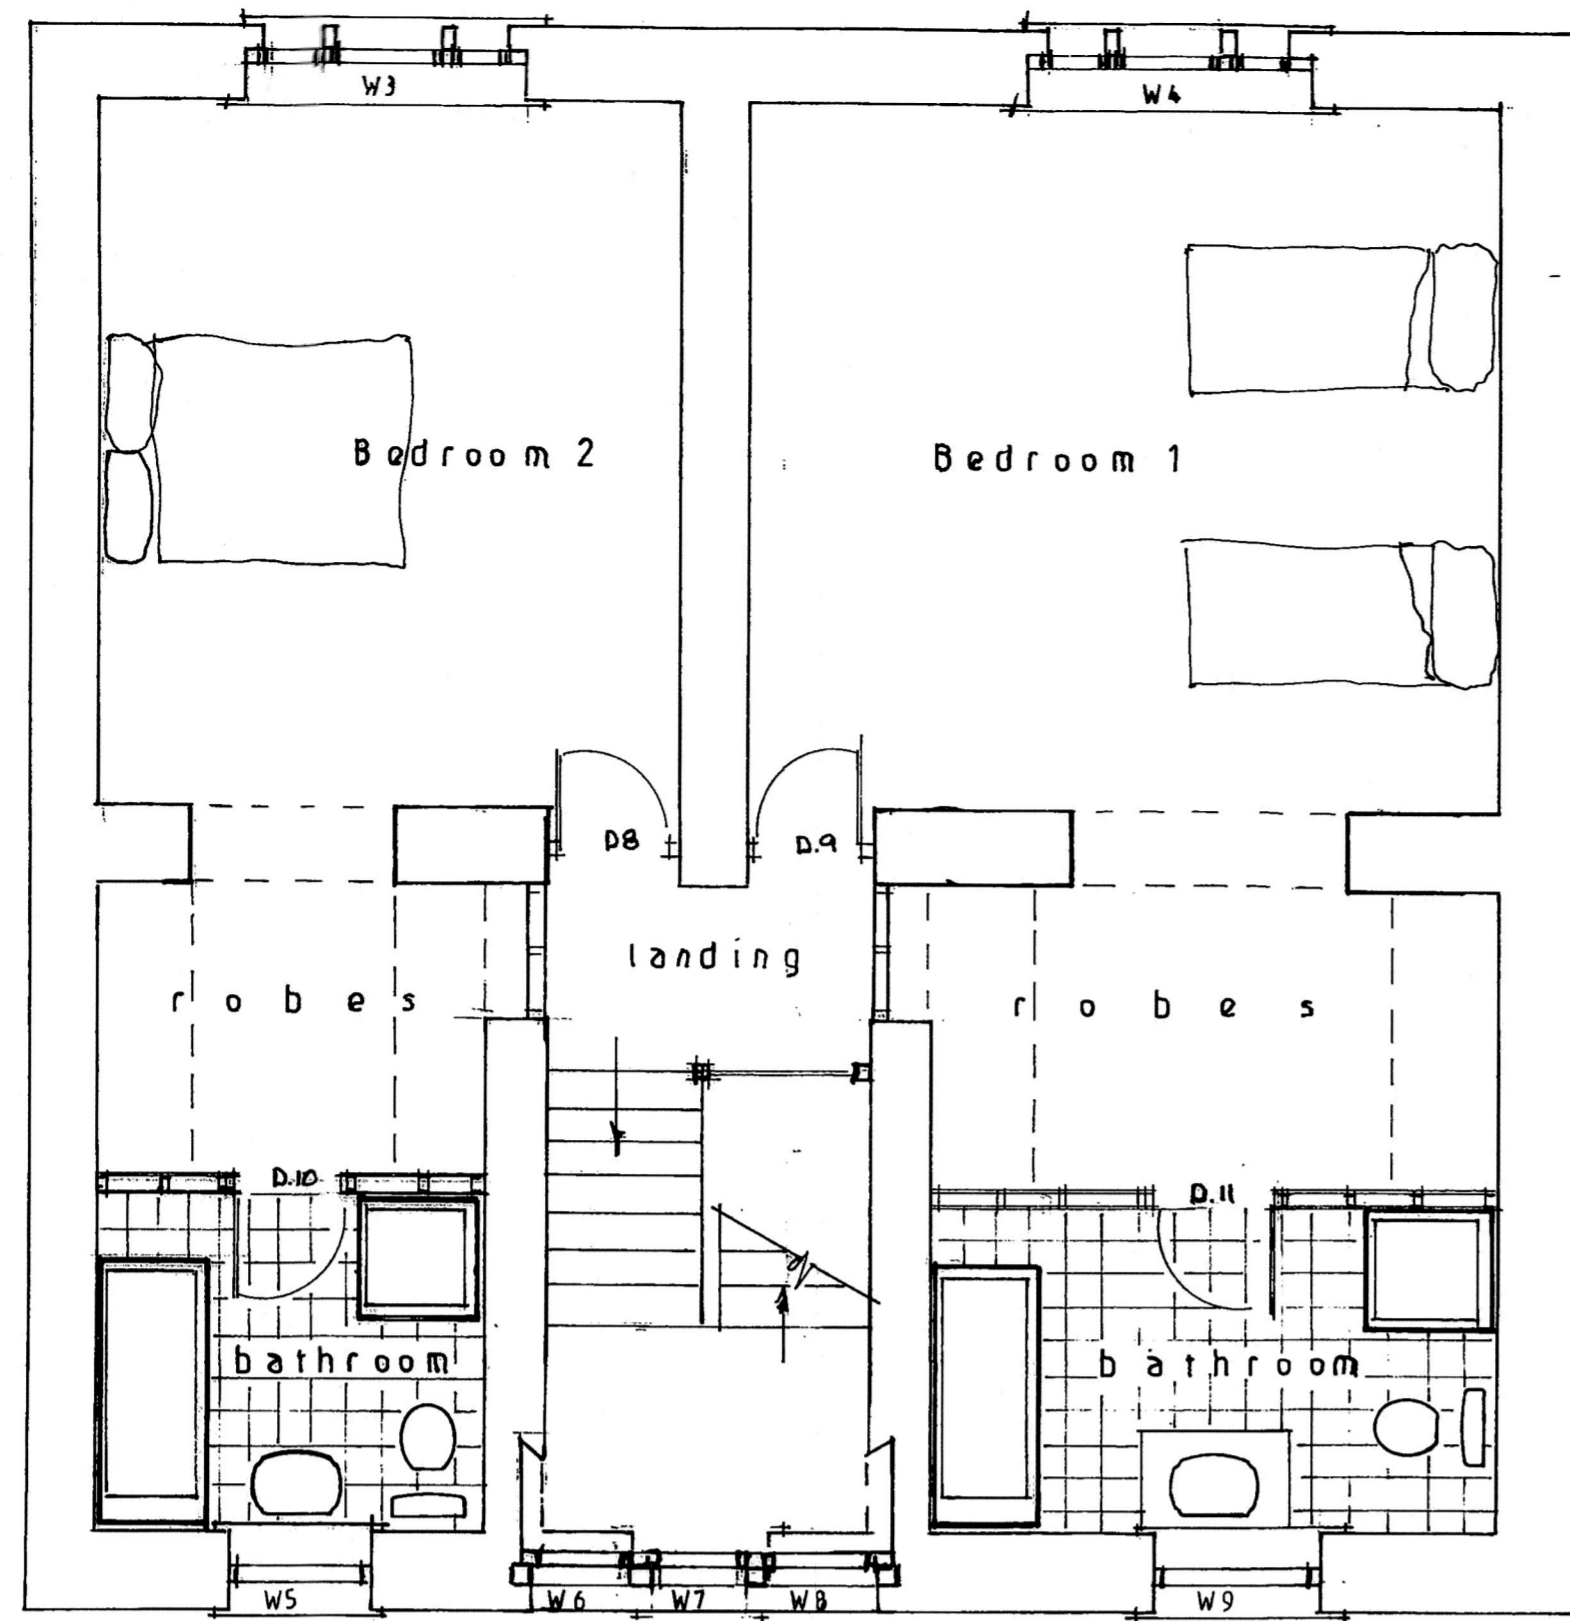 W3
W4
Bedroom 2
Bedroom 1
D8
D.9
landing
robes
robes
D.10
D.11
bathroom
bathroom
W5
W6
W7
W8
W9